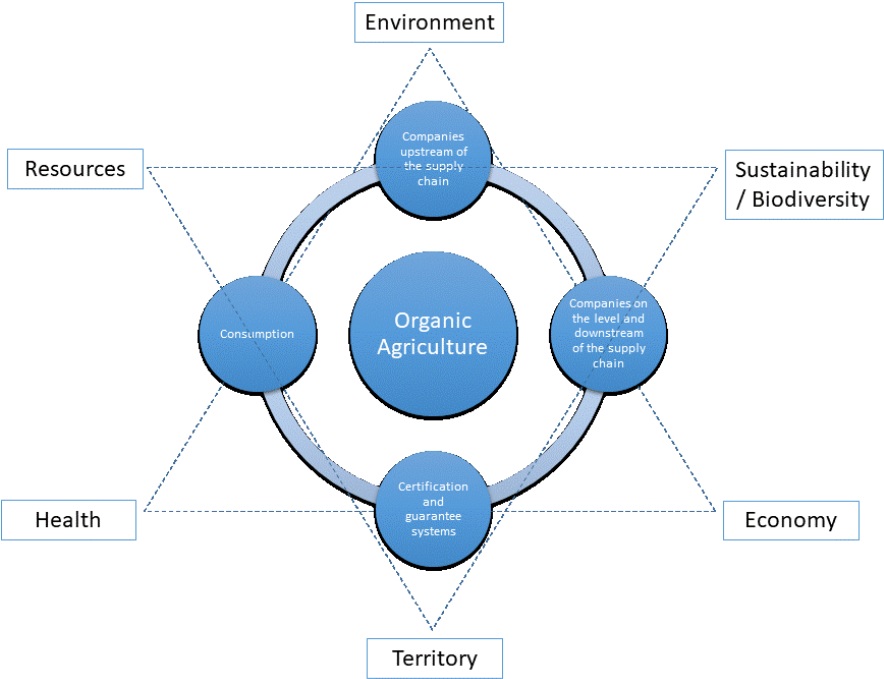 Environment
Companies
upstream of
the supply
chain
Resources
Sustainability
/ Biodiversity
Consumption
Organic
Agriculture
Companies on
the level and
downstream
of the supply
chain
Certification
and
guarantee
systems
Health
Economy
Territory